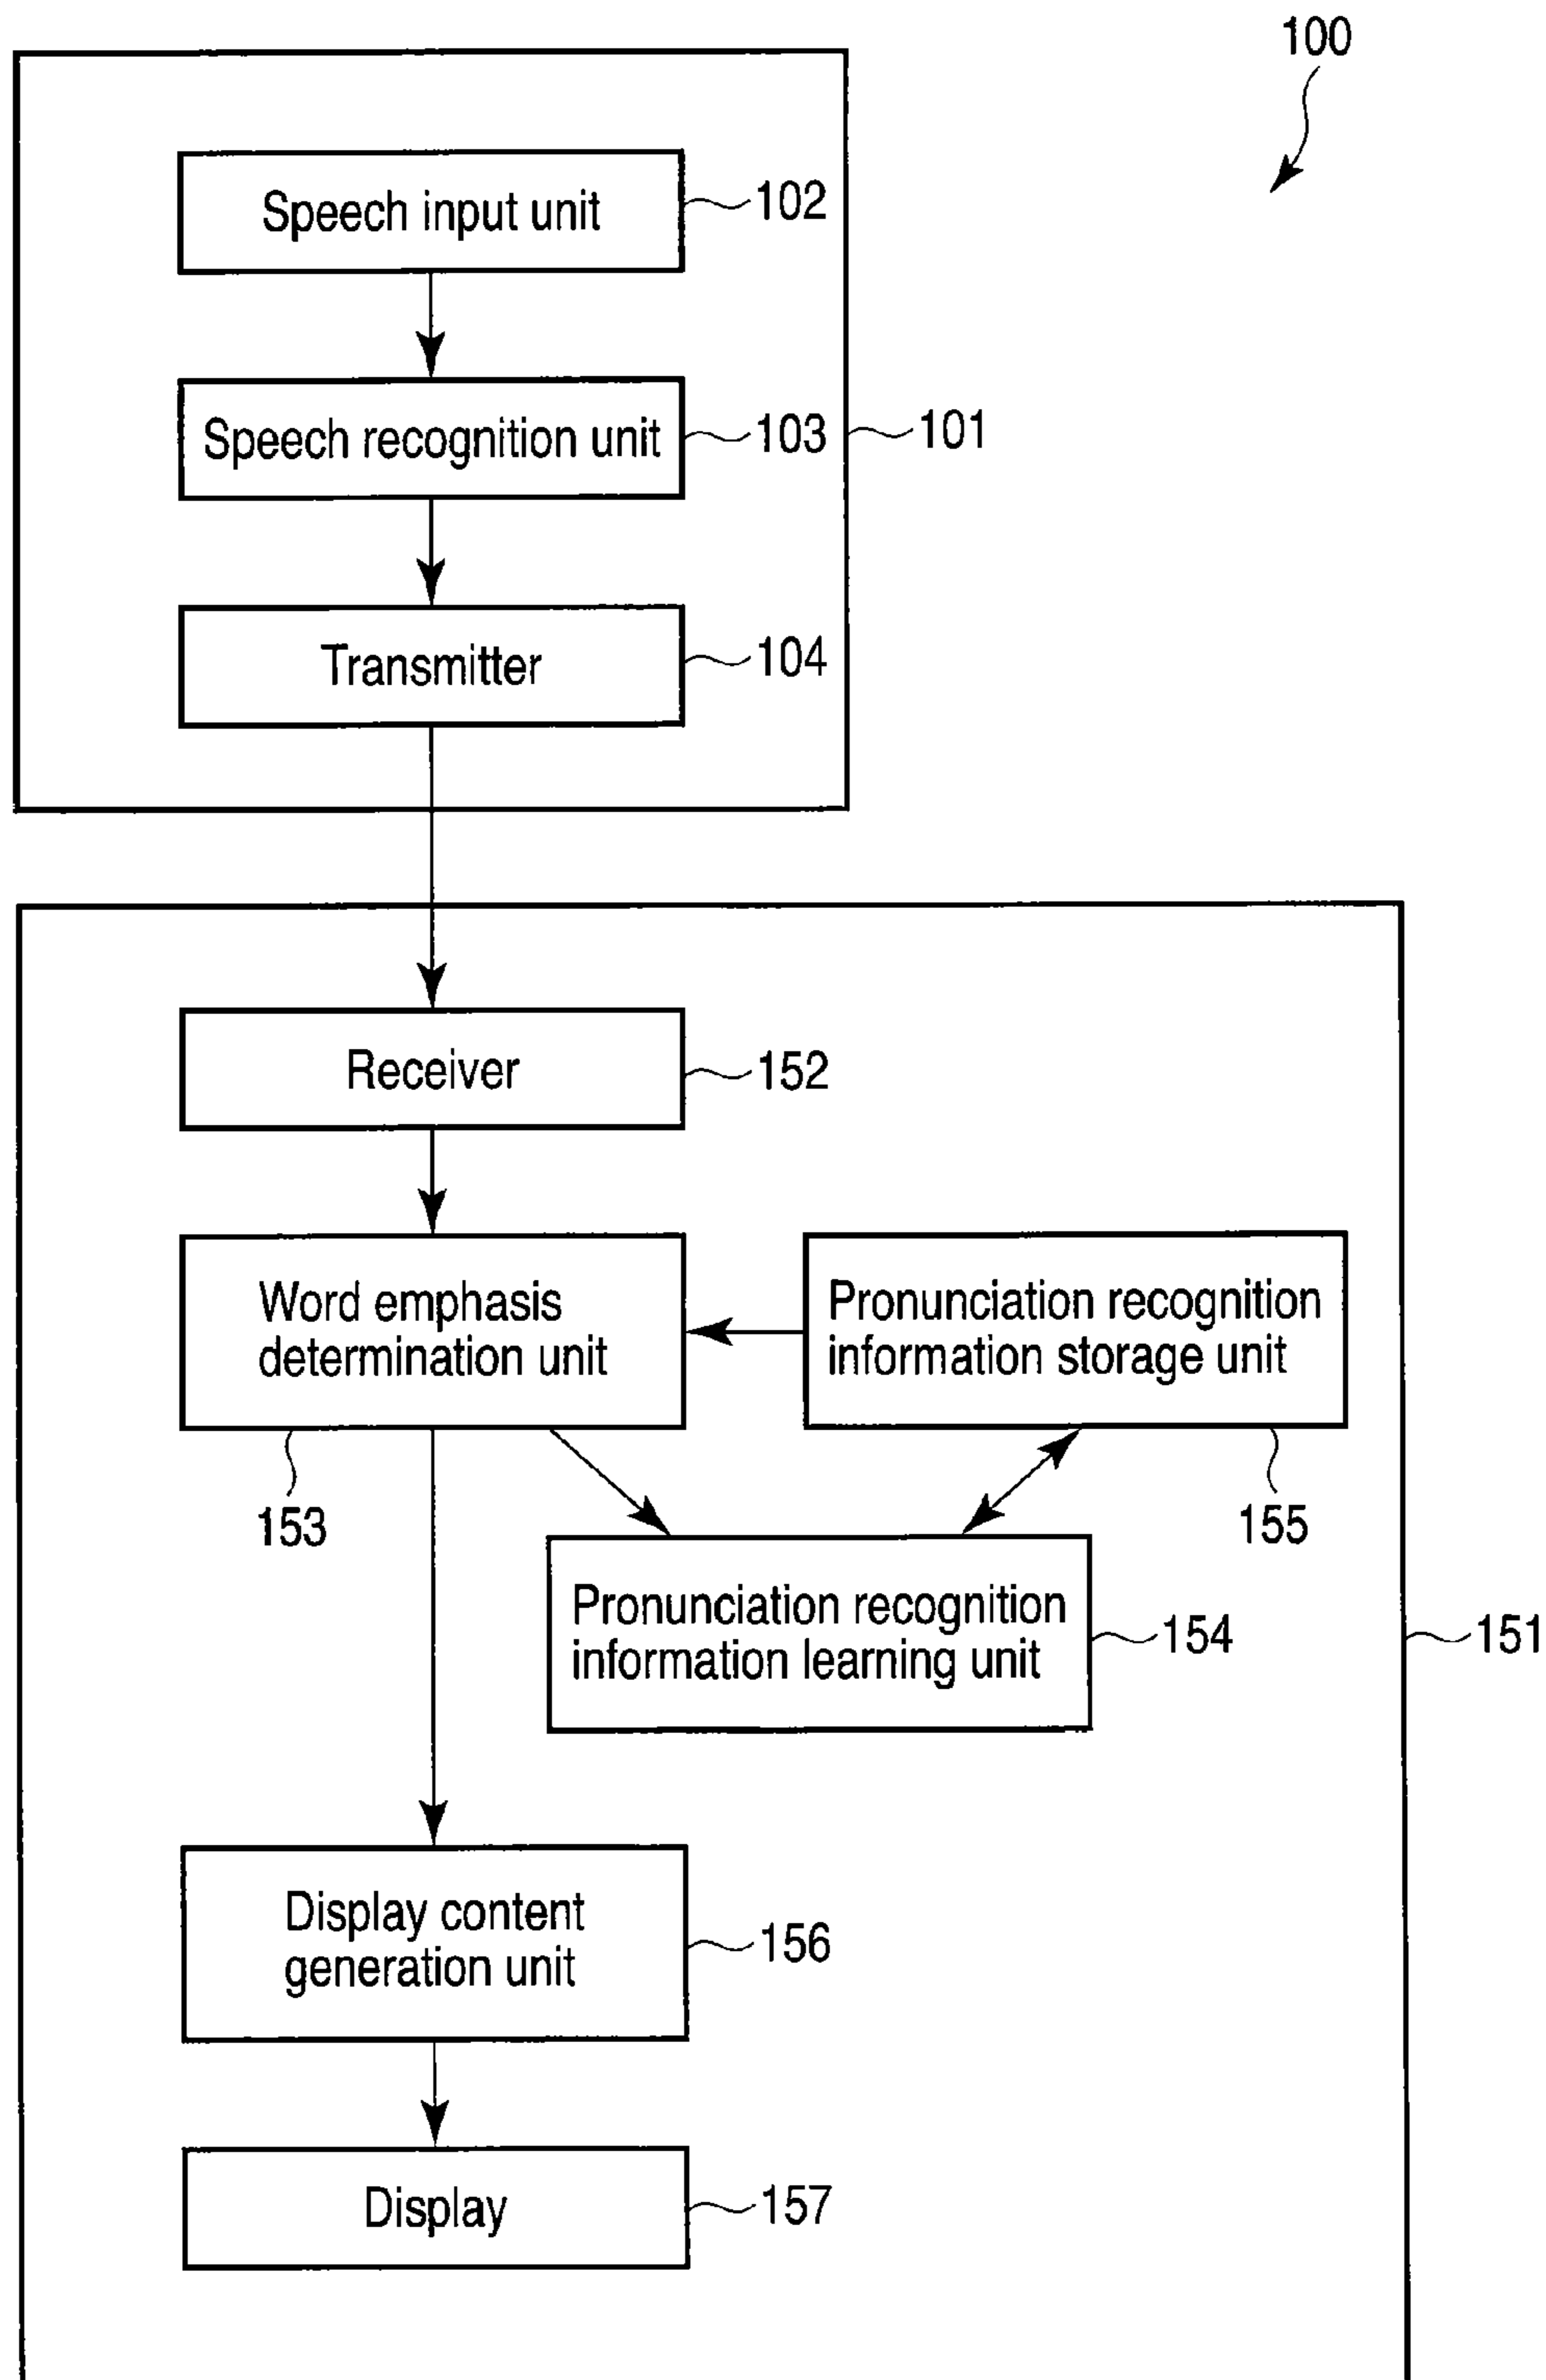 100
Speech input unit
102
Speech recognition unit
103
101
Transmitter
104
Receiver
152
Word emphasis
determination unit
Pronunciation recognition
information storage unit
153
155
Pronunciation recognition
information learning unit
154
151
Display content
generation unit
156
Display
157